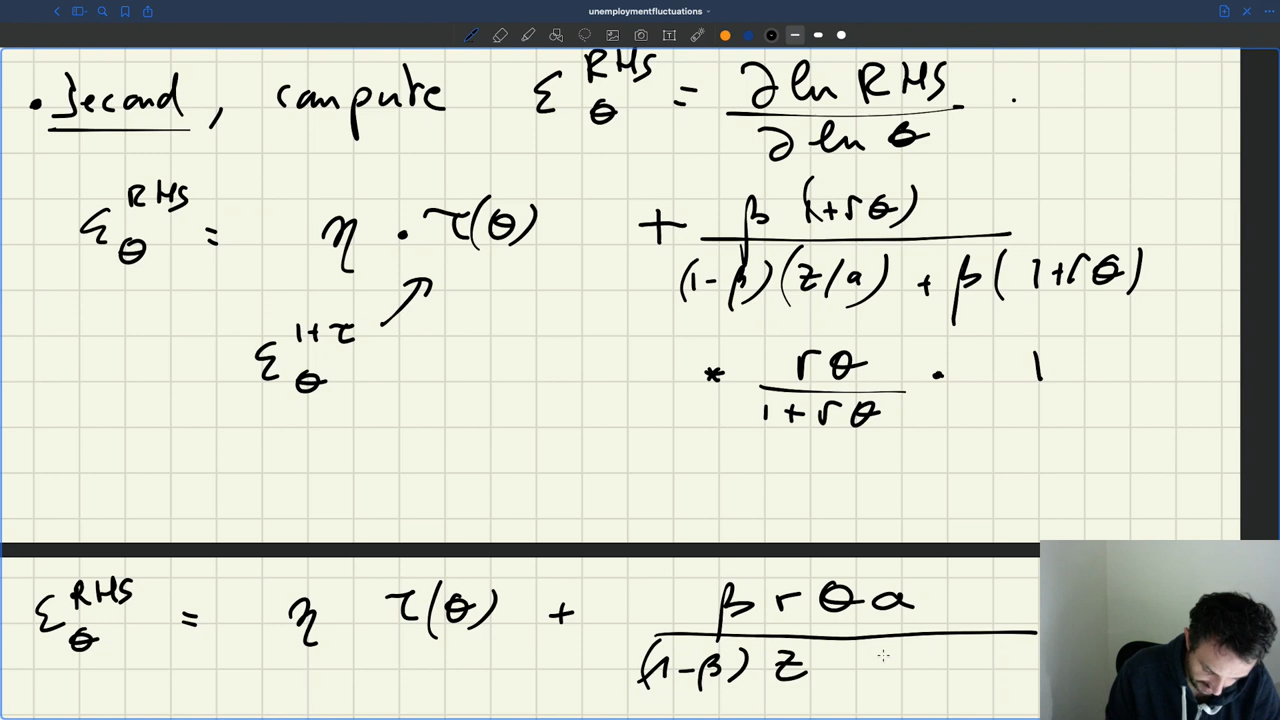 unemploymentfluctuations
• Second, compute ε_θ^RHS = ∂ ln RHS / ∂ ln θ .
ε_θ^RHS = η · τ(θ) + β (1+rθ) / (1-β)(z/a) + β(1+rθ)
ε_θ^1+τ * rθ / 1+rθ · 1
ε_θ^RHS = η τ(θ) + β r θ a / (1-β) z